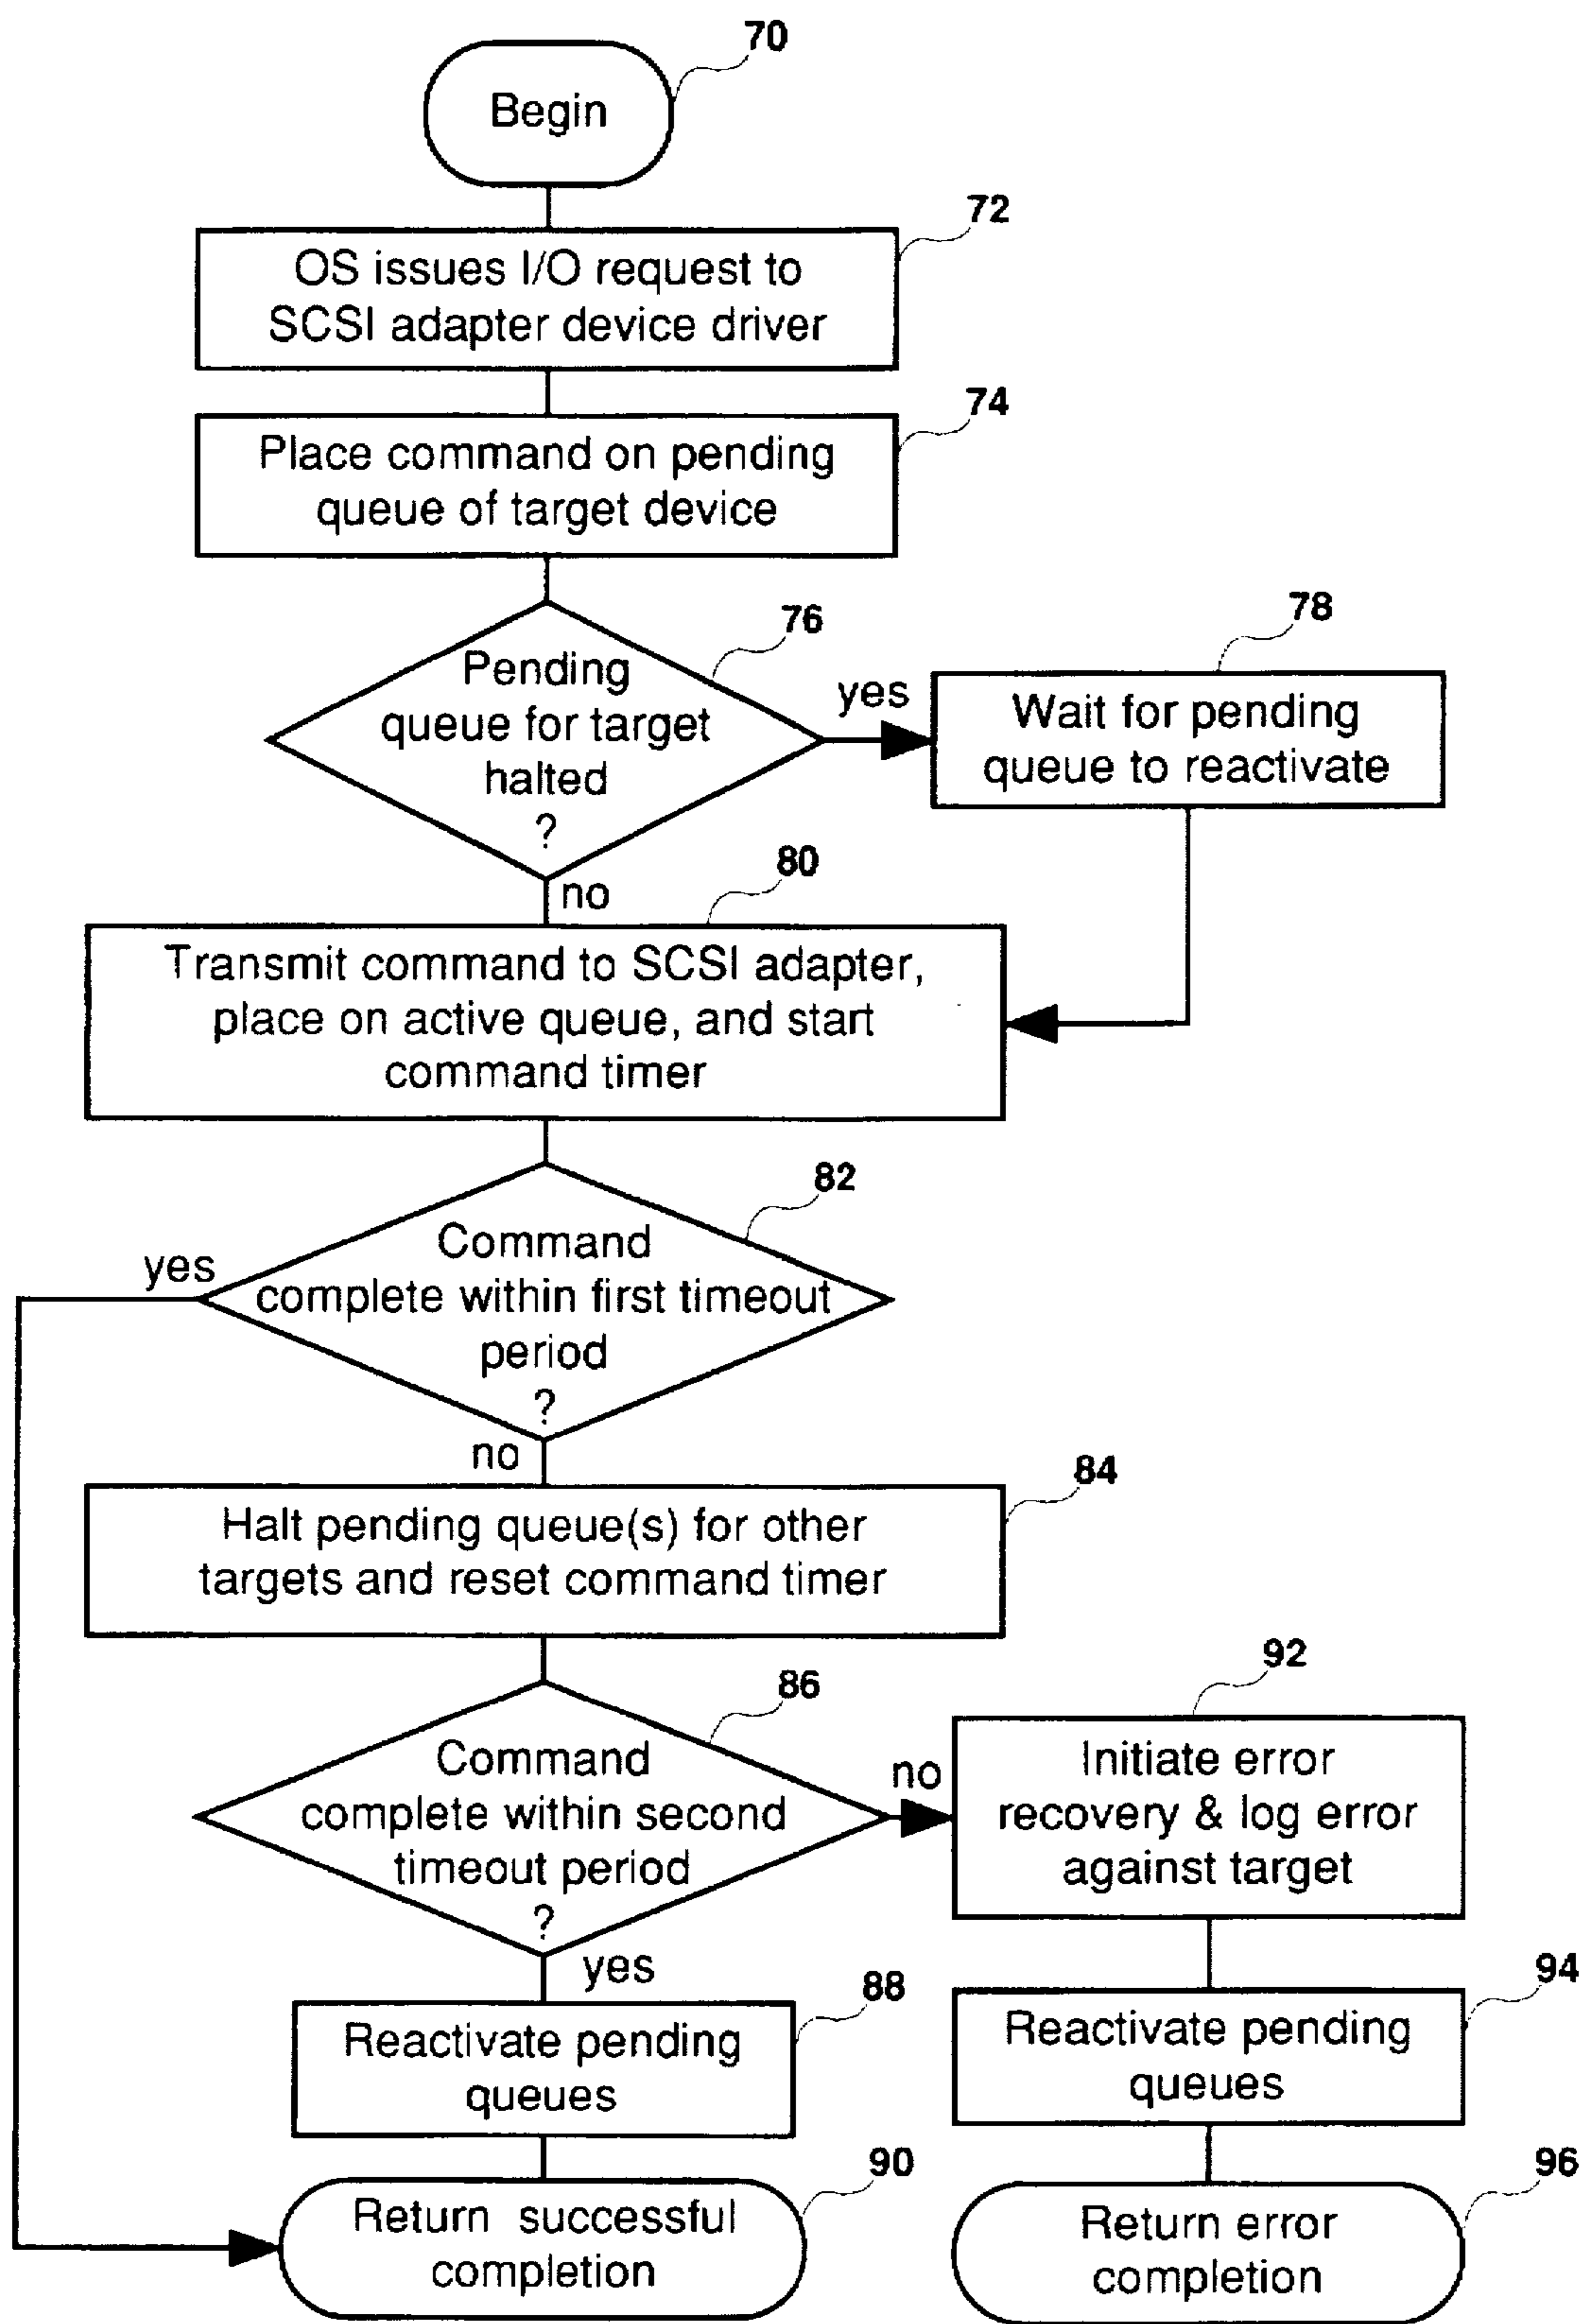 70
Begin
72
OS issues I/O request to
SCSI adapter device driver
74
Place command on pending
queue of target device
76
Pending
queue for target
halted
?
yes
78
Wait for pending
queue to reactivate
no
80
Transmit command to SCSI adapter,
place on active queue, and start
command timer
82
Command
complete within first timeout
period
?
yes
no
84
Halt pending queue(s) for other
targets and reset command timer
86
Command
complete within second
timeout period
?
no
92
Initiate error
recovery & log error
against target
yes
88
Reactivate pending
queues
94
Reactivate pending
queues
90
Return successful
completion
96
Return error
completion